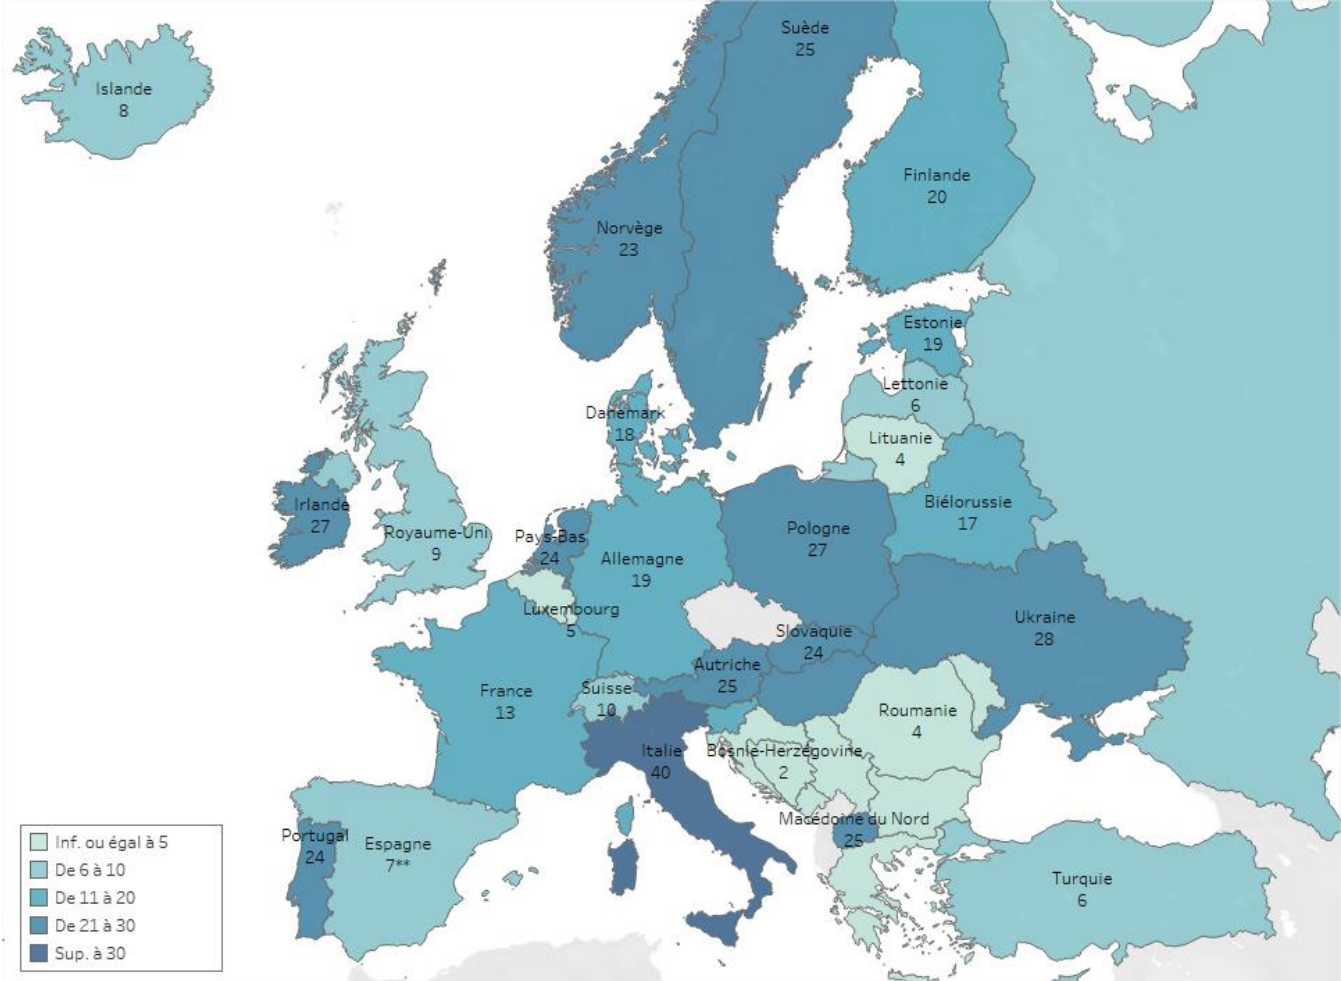 Suède
25
Islande
8
Finlande
20
Norvège
23
Estonie
19
Lettonie
6
Danemark
18
Lituanie
4
Biélorussie
17
Irlande
27
Royaume-Uni
9
Pays-Bas
24
Allemagne
19
Pologne
27
Luxembourg
5
Slovaquie
24
Ukraine
28
Autriche
25
France
13
Suisse
10
Roumanie
4
Italie
40
Bosnie-Herzégovine
2
Macédoine du Nord
25
Portugal
24
Espagne
7**
Turquie
6
Inf. ou égal à 5
De 6 à 10
De 11 à 20
De 21 à 30
Sup. à 30